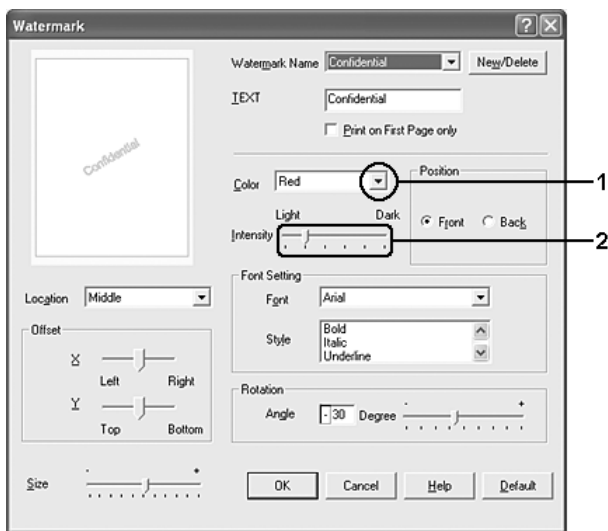 Watermark
Watermark Name Confidential New/Delete
TEXT Confidential
Print on First Page only
Confidential
Color Red
Position
1
Light Dark
Front Back
Intensity
2
Font Setting
Location Middle
Font Arial
Offset
Style Bold
Italic
Underline
X
Left Right
Rotation
Y
Angle -30 Degree - +
Top Bottom
Size - +
OK Cancel Help Default